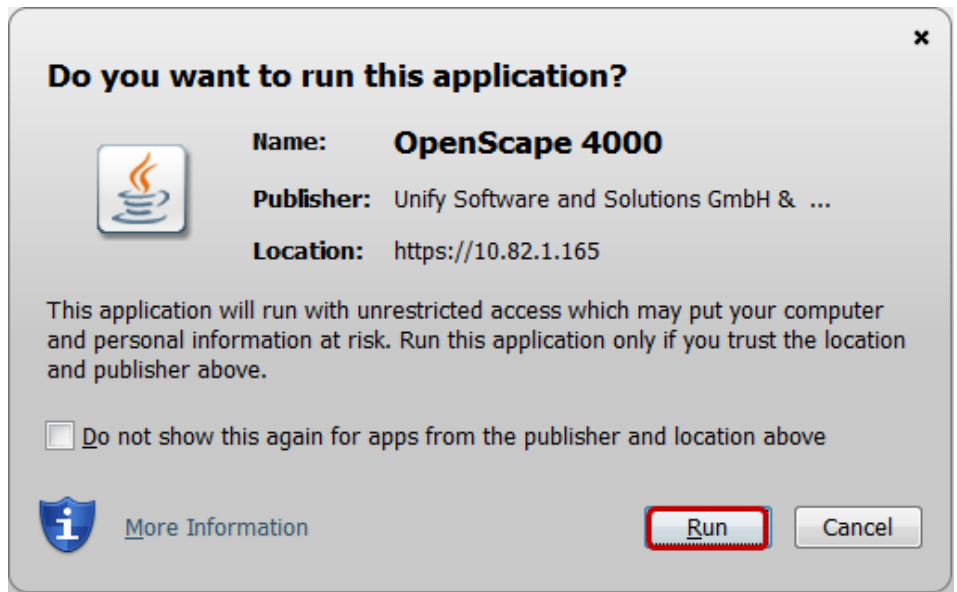 Do you want to run this application?
Name: OpenScape 4000
Publisher: Unify Software and Solutions GmbH & ...
Location: https://10.82.1.165
This application will run with unrestricted access which may put your computer
and personal information at risk. Run this application only if you trust the location
and publisher above.
Do not show this again for apps from the publisher and location above
More Information
Run
Cancel